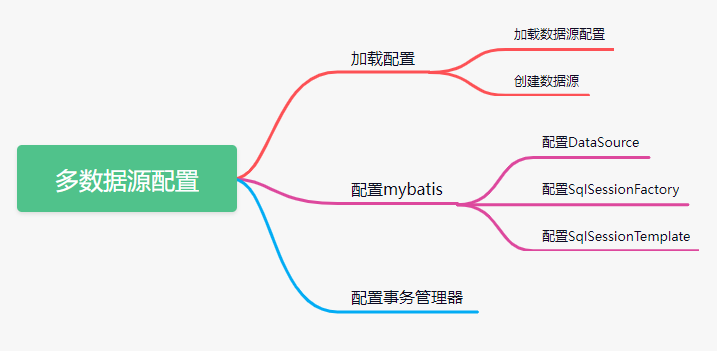 多数据源配置
加载配置
加载数据源配置
创建数据源
配置mybatis
配置DataSource
配置SqlSessionFactory
配置SqlSessionTemplate
配置事务管理器